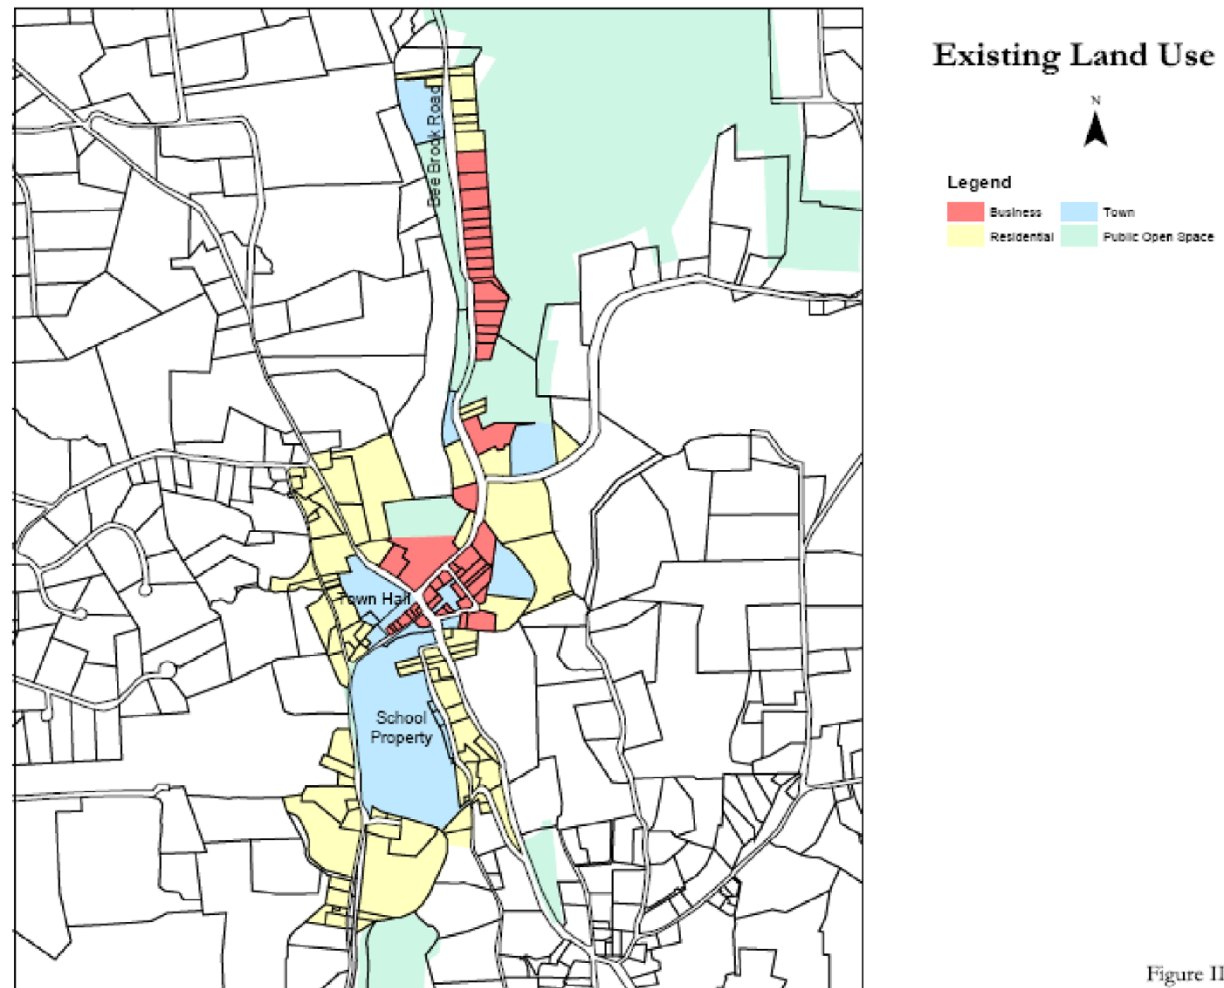 Existing Land Use
N
Legend
Business
Town
Residential
Public Open Space
Bee Brook Road
Town Hall
School
Property
Figure II